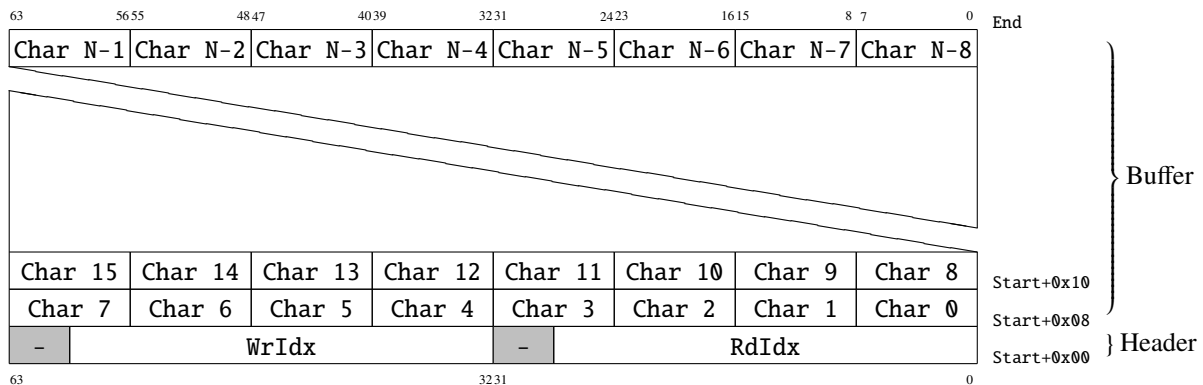 63 56 55 48 47 40 39 32 31 24 23 16 15 8 7 0 End
Char N-1 Char N-2 Char N-3 Char N-4 Char N-5 Char N-6 Char N-7 Char N-8
Buffer
Char 15 Char 14 Char 13 Char 12 Char 11 Char 10 Char 9 Char 8 Start+0x10
Char 7 Char 6 Char 5 Char 4 Char 3 Char 2 Char 1 Char 0 Start+0x08
- WrIdx - RdIdx Start+0x00 Header
63 32 31 0